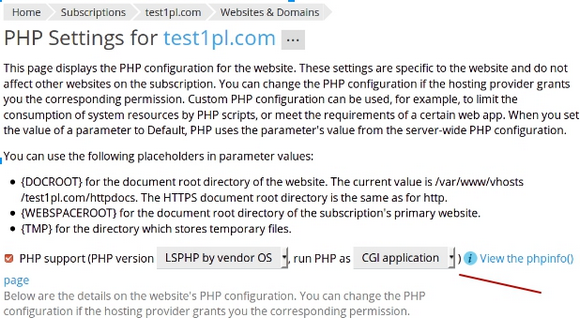 Home Subscriptions test1pl.com Websites & Domains
PHP Settings for test1pl.com ...
This page displays the PHP configuration for the website. These settings are specific to the website and do not
affect other websites on the subscription. You can change the PHP configuration if the hosting provider grants
you the corresponding permission. Custom PHP configuration can be used, for example, to limit the
consumption of system resources by PHP scripts, or meet the requirements of a certain web app. When you set
the value of a parameter to Default, PHP uses the parameter's value from the server-wide PHP configuration.
You can use the following placeholders in parameter values:
• {DOCROOT} for the document root directory of the website. The current value is /var/www/vhosts
/test1pl.com/httpdocs. The HTTPS document root directory is the same as for http.
• {WEBSPACEROOT} for the document root directory of the subscription's primary website.
• {TMP} for the directory which stores temporary files.
PHP support (PHP version LSPHP by vendor OS , run PHP as CGI application ) i View the phpinfo()
page
Below are the details on the website's PHP configuration. You can change the PHP
configuration if the hosting provider grants you the corresponding permission.